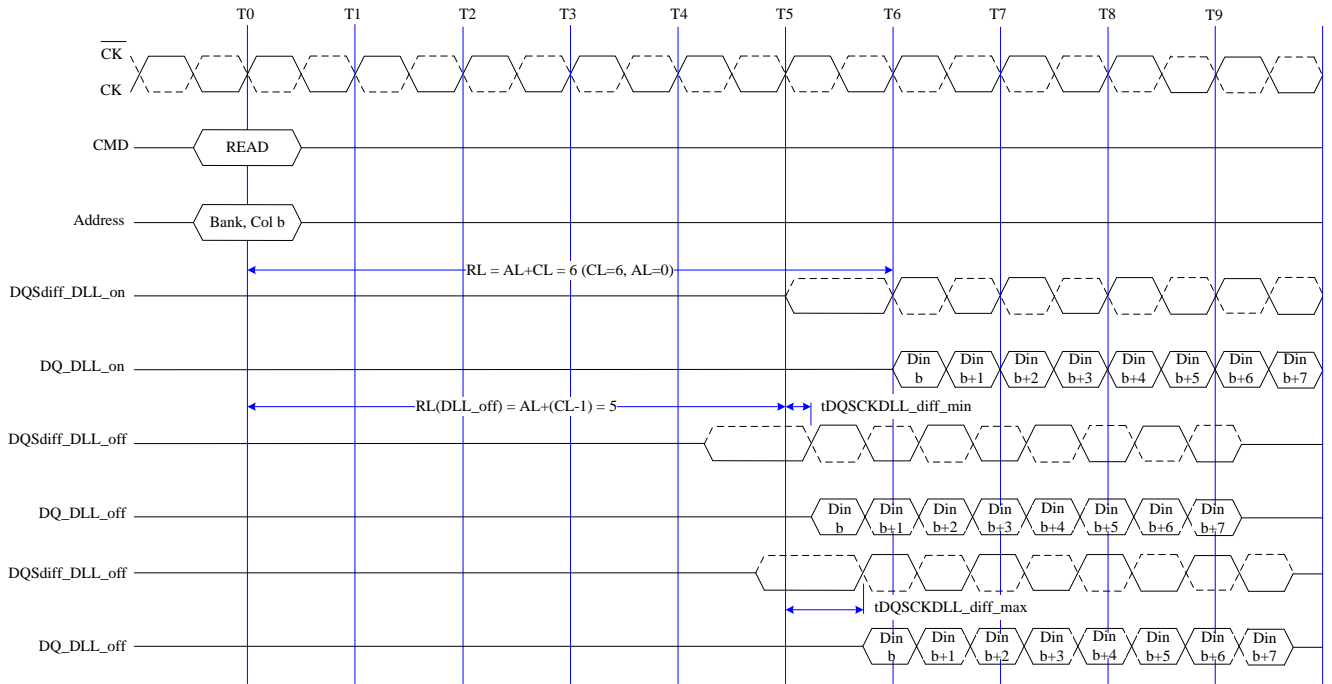 T0 T1 T2 T3 T4 T5 T6 T7 T8 T9
CK
CK
CMD READ
Address Bank, Col b
RL = AL+CL = 6 (CL=6, AL=0)
DQSdiff_DLL_on
DQ_DLL_on Din b Din b+1 Din b+2 Din b+3 Din b+4 Din b+5 Din b+6 Din b+7
RL(DLL_off) = AL+(CL-1) = 5 tDQSCKDLL_diff_min
DQSdiff_DLL_off
DQ_DLL_off Din b Din b+1 Din b+2 Din b+3 Din b+4 Din b+5 Din b+6 Din b+7
DQSdiff_DLL_off
tDQSCKDLL_diff_max
DQ_DLL_off Din b Din b+1 Din b+2 Din b+3 Din b+4 Din b+5 Din b+6 Din b+7